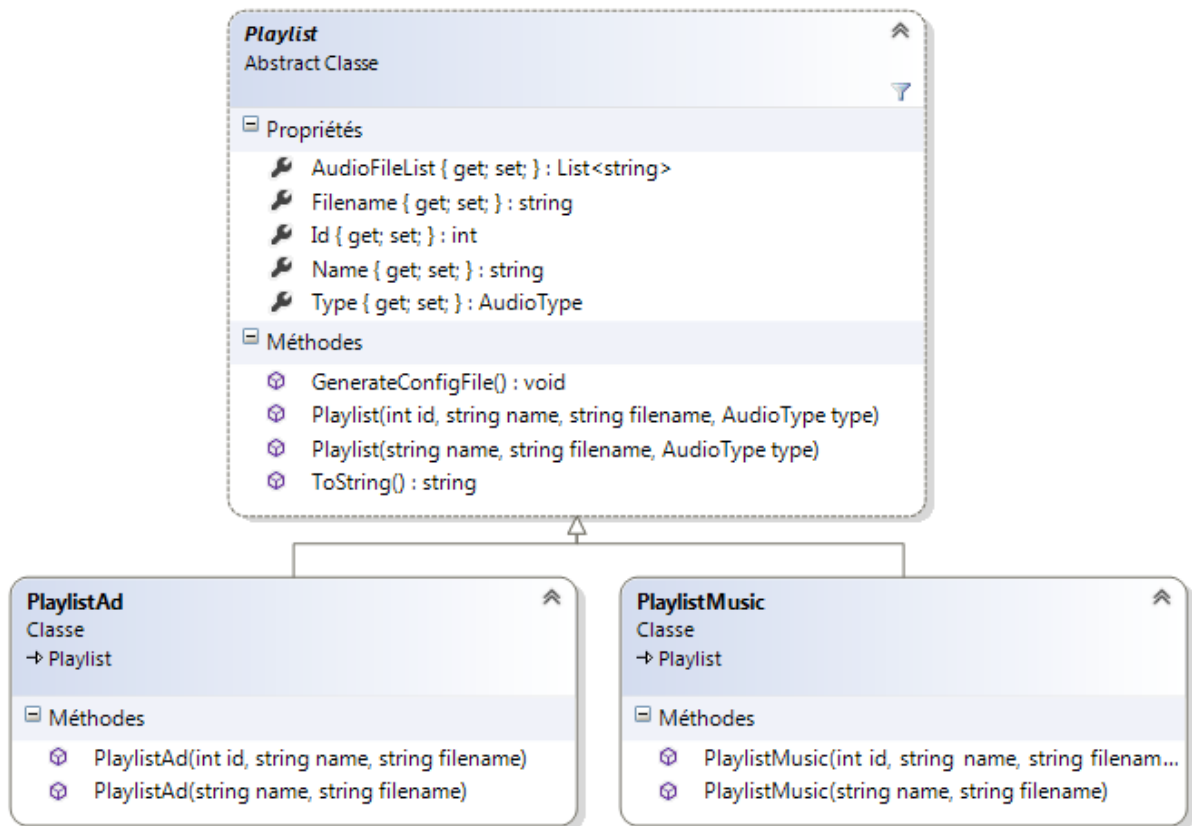 Playlist
Abstract Classe
Propriétés
AudioFileList { get; set; } : List<string>
Filename { get; set; } : string
Id { get; set; } : int
Name { get; set; } : string
Type { get; set; } : AudioType
Méthodes
GenerateConfigFile() : void
Playlist(int id, string name, string filename, AudioType type)
Playlist(string name, string filename, AudioType type)
ToString() : string
PlaylistAd
Classe
Playlist
Méthodes
PlaylistAd(int id, string name, string filename)
PlaylistAd(string name, string filename)
PlaylistMusic
Classe
Playlist
Méthodes
PlaylistMusic(int id, string name, string filenam...
PlaylistMusic(string name, string filename)